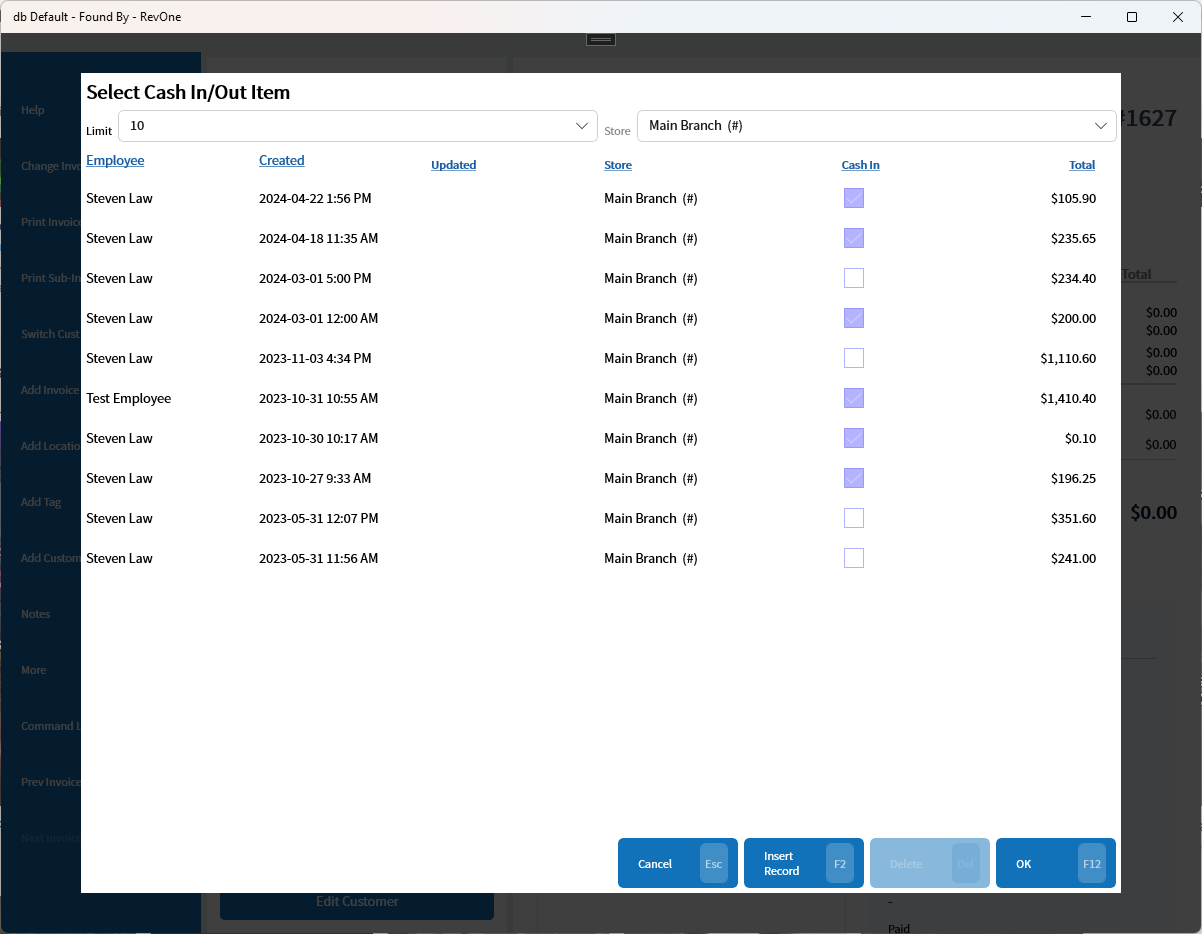 db Default - Found By - RevOne
Select Cash In/Out Item
Limit 10 Store Main Branch (#)
Employee Created Updated Store Cash In Total
Steven Law 2024-04-22 1:56 PM Main Branch (#) $105.90
Steven Law 2024-04-18 11:35 AM Main Branch (#) $235.65
Steven Law 2024-03-01 5:00 PM Main Branch (#) $234.40
Steven Law 2024-03-01 12:00 AM Main Branch (#) $200.00
Steven Law 2023-11-03 4:34 PM Main Branch (#) $1,110.60
Test Employee 2023-10-31 10:55 AM Main Branch (#) $1,410.40
Steven Law 2023-10-30 10:17 AM Main Branch (#) $0.10
Steven Law 2023-10-27 9:33 AM Main Branch (#) $196.25
Steven Law 2023-05-31 12:07 PM Main Branch (#) $351.60
Steven Law 2023-05-31 11:56 AM Main Branch (#) $241.00
Cancel Esc
Insert Record F2
Delete Del
OK F12
Help
Change Invo
Print Invoice
Print Sub-In
Switch Cust
Add Invoice
Add Locatio
Add Tag
Add Custom
Notes
More
Command L
Prev Invoice
Next Invoice
#1627
Total
$0.00
$0.00
$0.00
$0.00
$0.00
$0.00
$0.00
Edit Customer
-
Paid